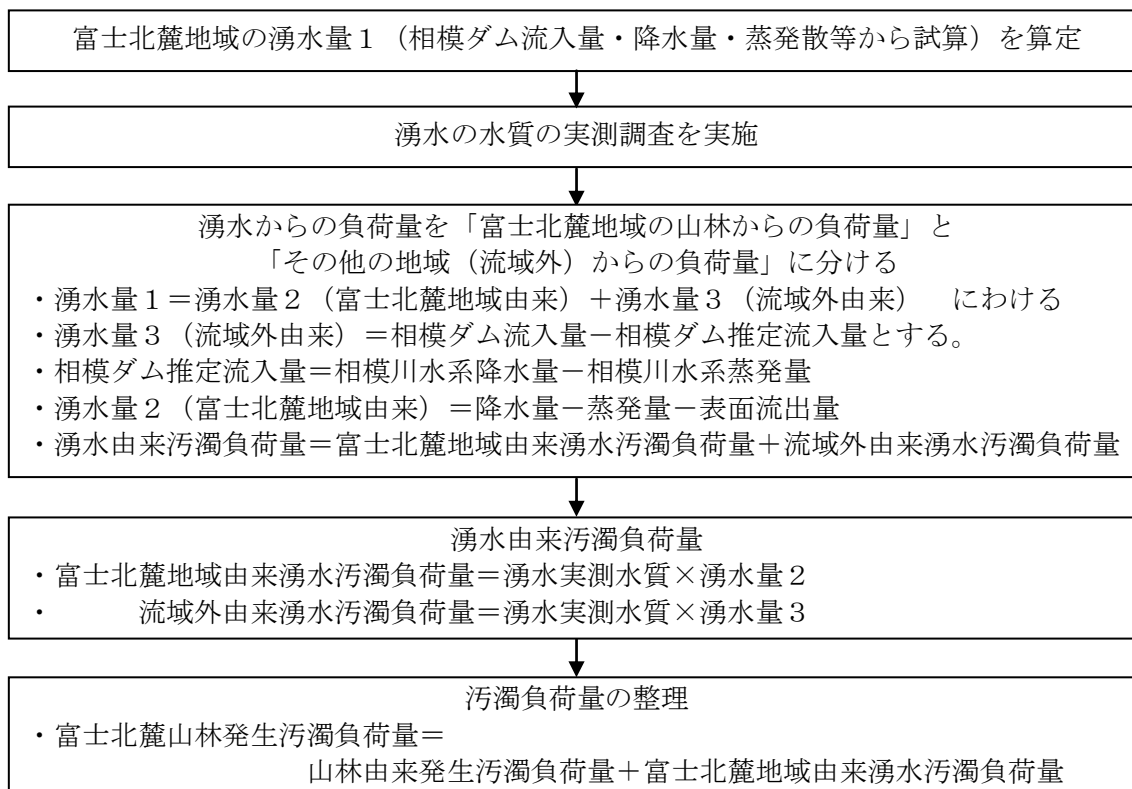 富士北麓地域の湧水量１（相模ダム流入量・降水量・蒸発散等から試算）を算定
湧水の水質の実測調査を実施
湧水からの負荷量を「富士北麓地域の山林からの負荷量」と
「その他の地域（流域外）からの負荷量」に分ける
・湧水量１＝湧水量２（富士北麓地域由来）＋湧水量３（流域外由来）　にわける
・湧水量３（流域外由来）＝相模ダム流入量－相模ダム推定流入量とする。
・相模ダム推定流入量＝相模川水系降水量－相模川水系蒸発量
・湧水量２（富士北麓地域由来）＝降水量－蒸発量－表面流出量
・湧水由来汚濁負荷量＝富士北麓地域由来湧水汚濁負荷量＋流域外由来湧水汚濁負荷量
湧水由来汚濁負荷量
・富士北麓地域由来湧水汚濁負荷量＝湧水実測水質×湧水量２
・　　　流域外由来湧水汚濁負荷量＝湧水実測水質×湧水量３
汚濁負荷量の整理
・富士北麓山林発生汚濁負荷量＝
山林由来発生汚濁負荷量＋富士北麓地域由来湧水汚濁負荷量